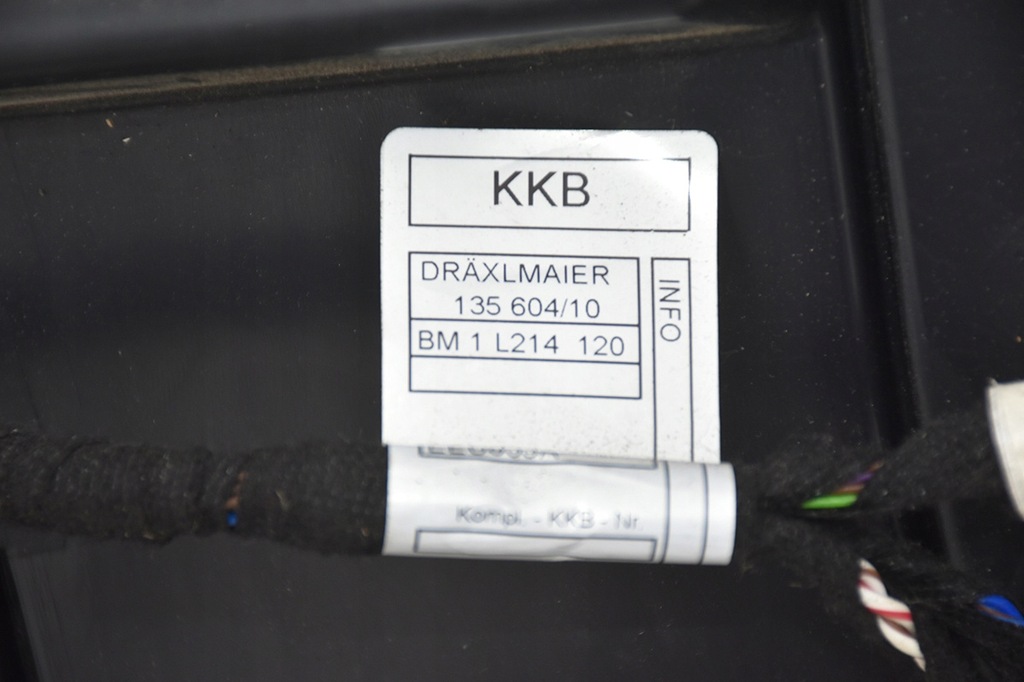 KKB
DRÄXLMAIER
135 604/10
BM 1 L214 120
INFO
Kompl. - KKB - Nr.